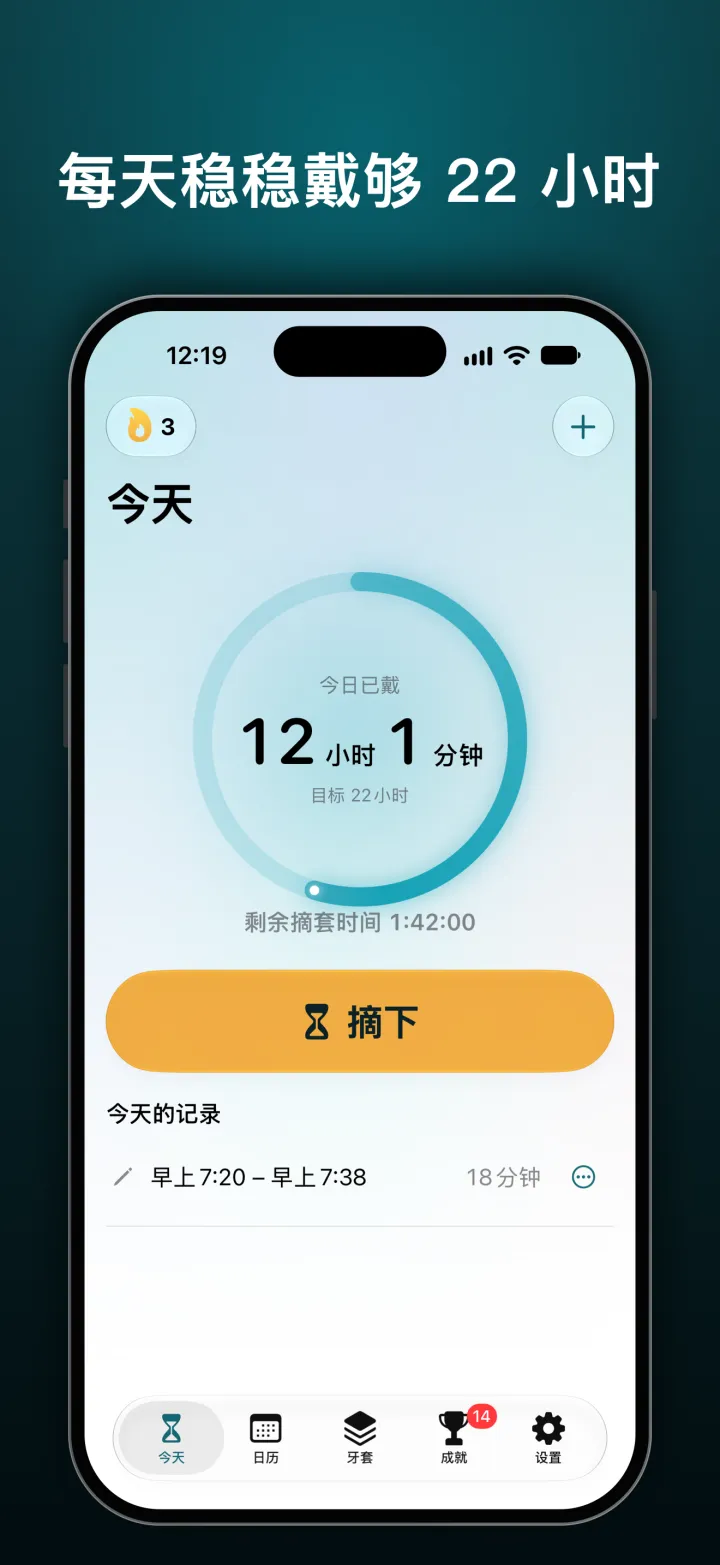 每天稳稳戴够 22 小时
12:19
3
今天
今日已戴
12 小时 1 分钟
目标 22小时
剩余摘套时间 1:42:00
摘下
今天的记录
早上7:20 – 早上7:38 18分钟
14
今天 日历 牙套 成就 设置